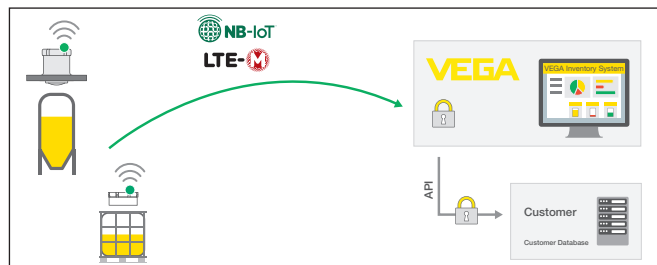 NB-IoT
LTE-M
VEGA
VEGA Inventory System
API
Customer
Customer Database